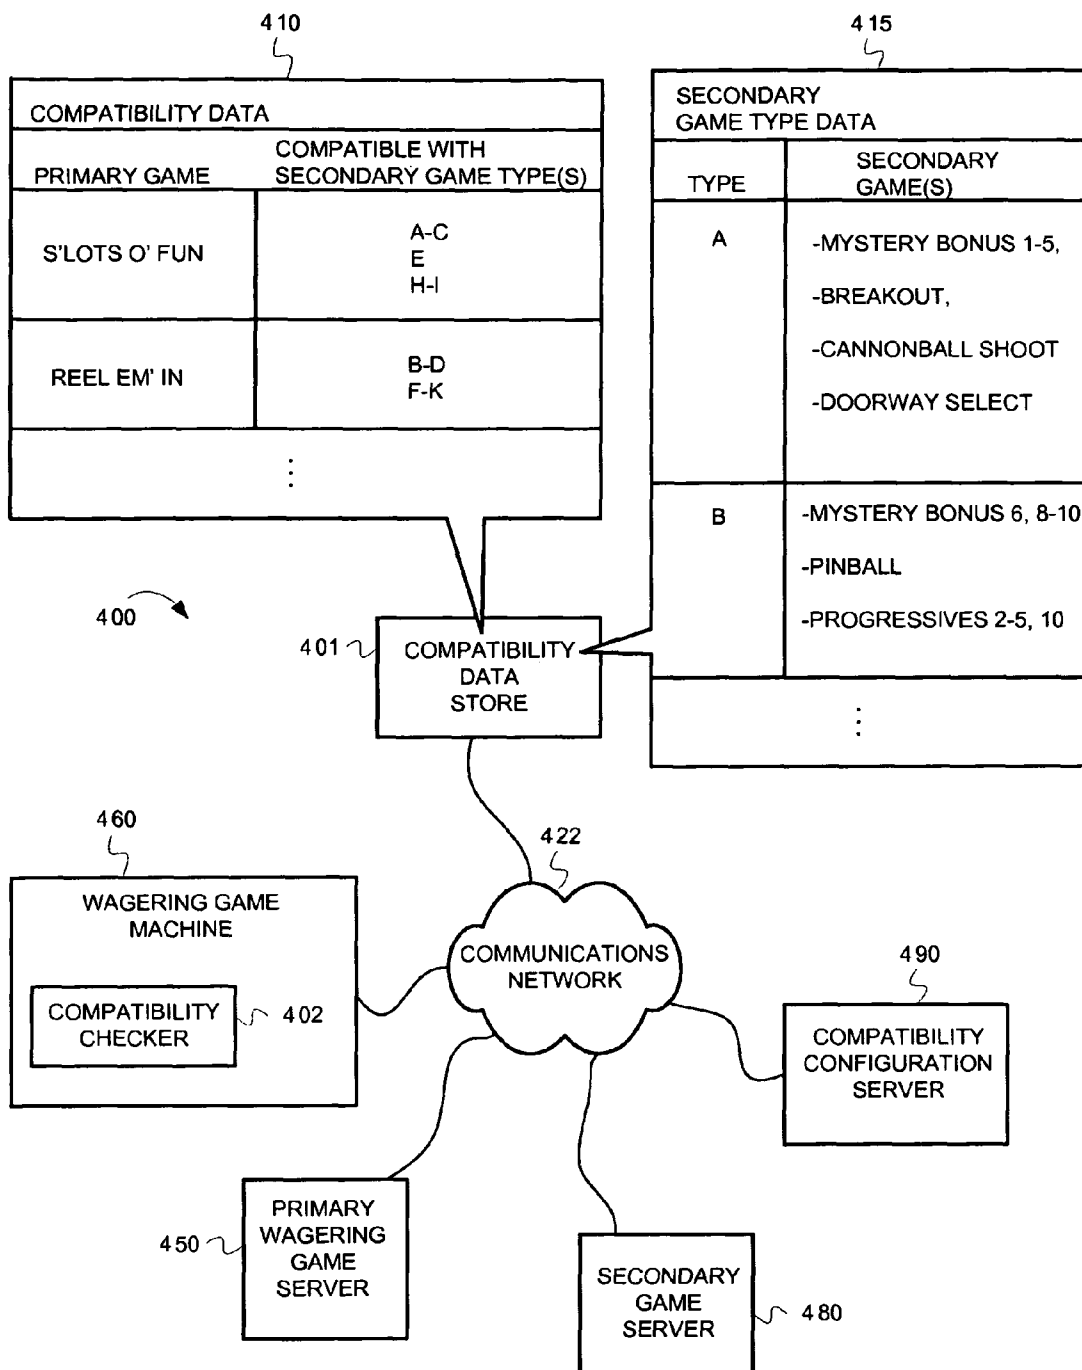 410
415
COMPATIBILITY DATA
PRIMARY GAME
COMPATIBLE WITH
SECONDARY GAME TYPE(S)
S'LOTS O' FUN
A-C
E
H-I
REEL EM' IN
B-D
F-K
SECONDARY
GAME TYPE DATA
TYPE
SECONDARY
GAME(S)
A
-MYSTERY BONUS 1-5,
-BREAKOUT,
-CANNONBALL SHOOT
-DOORWAY SELECT
B
-MYSTERY BONUS 6, 8-10
-PINBALL
-PROGRESSIVES 2-5, 10
400
401
COMPATIBILITY
DATA
STORE
460
WAGERING GAME
MACHINE
COMPATIBILITY
CHECKER
402
422
COMMUNICATIONS
NETWORK
490
COMPATIBILITY
CONFIGURATION
SERVER
450
PRIMARY
WAGERING
GAME
SERVER
SECONDARY
GAME
SERVER
480